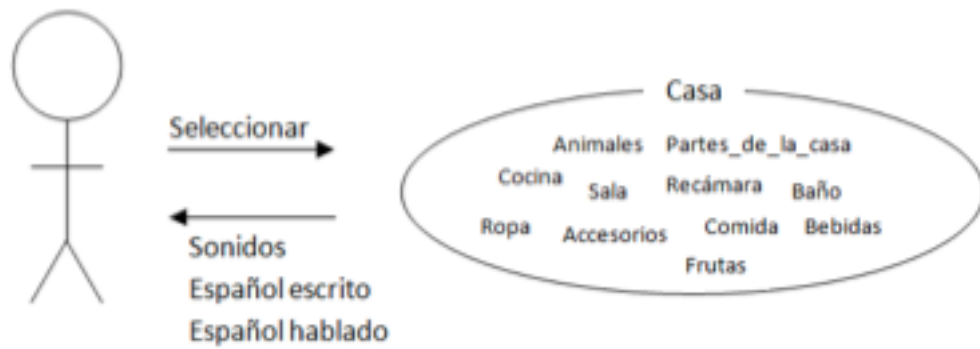 Casa
Seleccionar
Animales Partes_de_la_casa
Cocina Sala Recámara Baño
Ropa Accesorios Comida Bebidas
Frutas
Sonidos
Español escrito
Español hablado